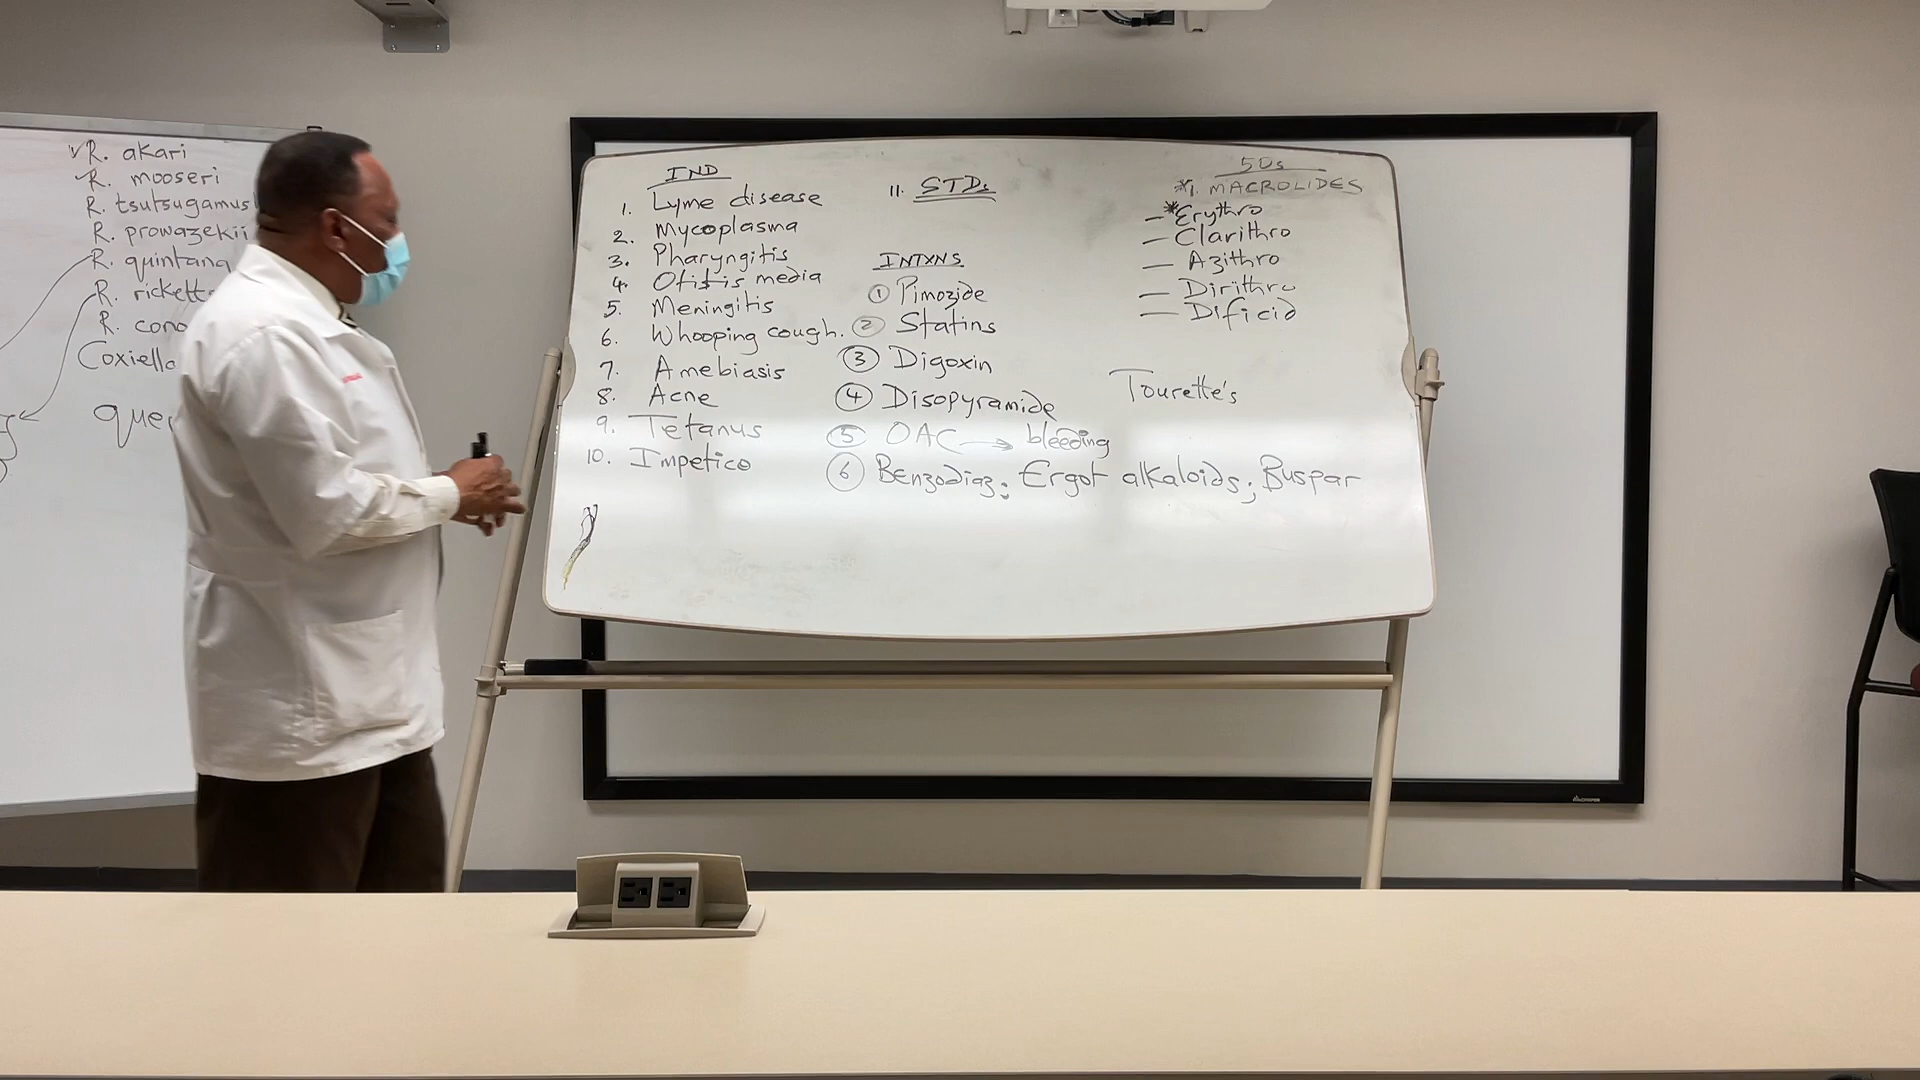 R. akari
R. mooseri
R. tsutsugamus
R. prowazekii
R. quintana
R. ricketts
R. cono
Coxiella
quer
IND
1. Lyme disease
2. Mycoplasma
3. Pharyngitis
4. Otitis media
5. Meningitis
6. Whooping cough.
7. Amebiasis
8. Acne
9. Tetanus
10. Impetico
11. STDs
INTXNS
① Pimozide
② Statins
③ Digoxin
④ Disopyramide
⑤ OAC → bleeding
⑥ Benzodiaz; Ergot alkaloids; Buspar
5Ds
*1. MACROLIDES
— *Erythro
— Clarithro
— Azithro
— Dirithro
— Dificid
Tourette's